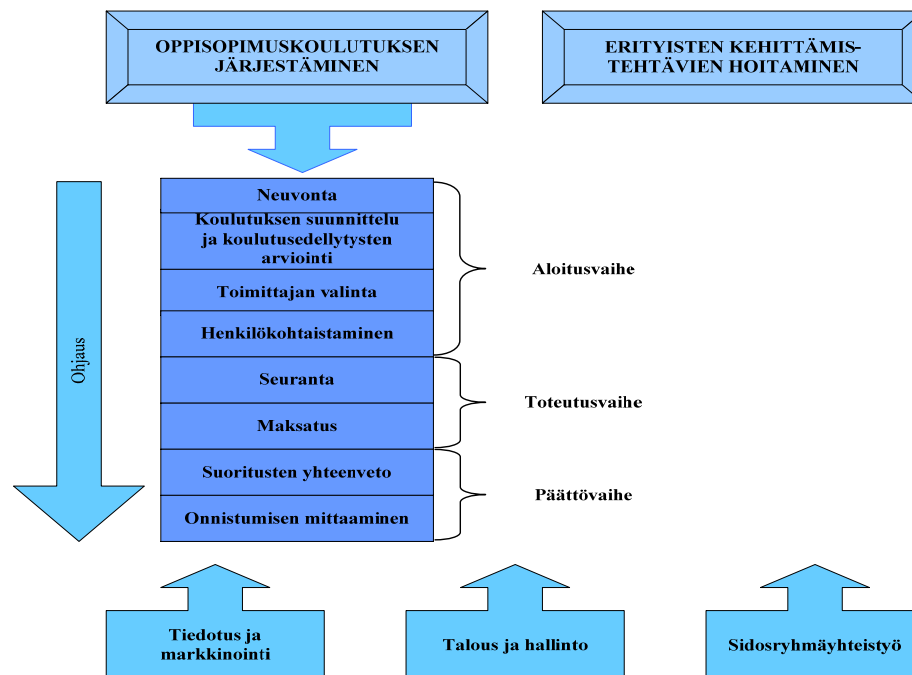 OPPISOPIMUSKOULUTUKSEN
JÄRJESTÄMINEN
ERITYISTEN KEHITTÄMIS-
TEHTÄVIEN HOITAMINEN
Ohjaus
Neuvonta
Koulutuksen suunnittelu
ja koulutusedellytysten
arviointi
Toimittajan valinta
Henkilökohtaistaminen
Aloitusvaihe
Seuranta
Maksatus
Toteutusvaihe
Suoritusten yhteenveto
Onnistumisen mittaaminen
Päättövaihe
Tiedotus ja
markkinointi
Talous ja hallinto
Sidosryhmäyhteistyö